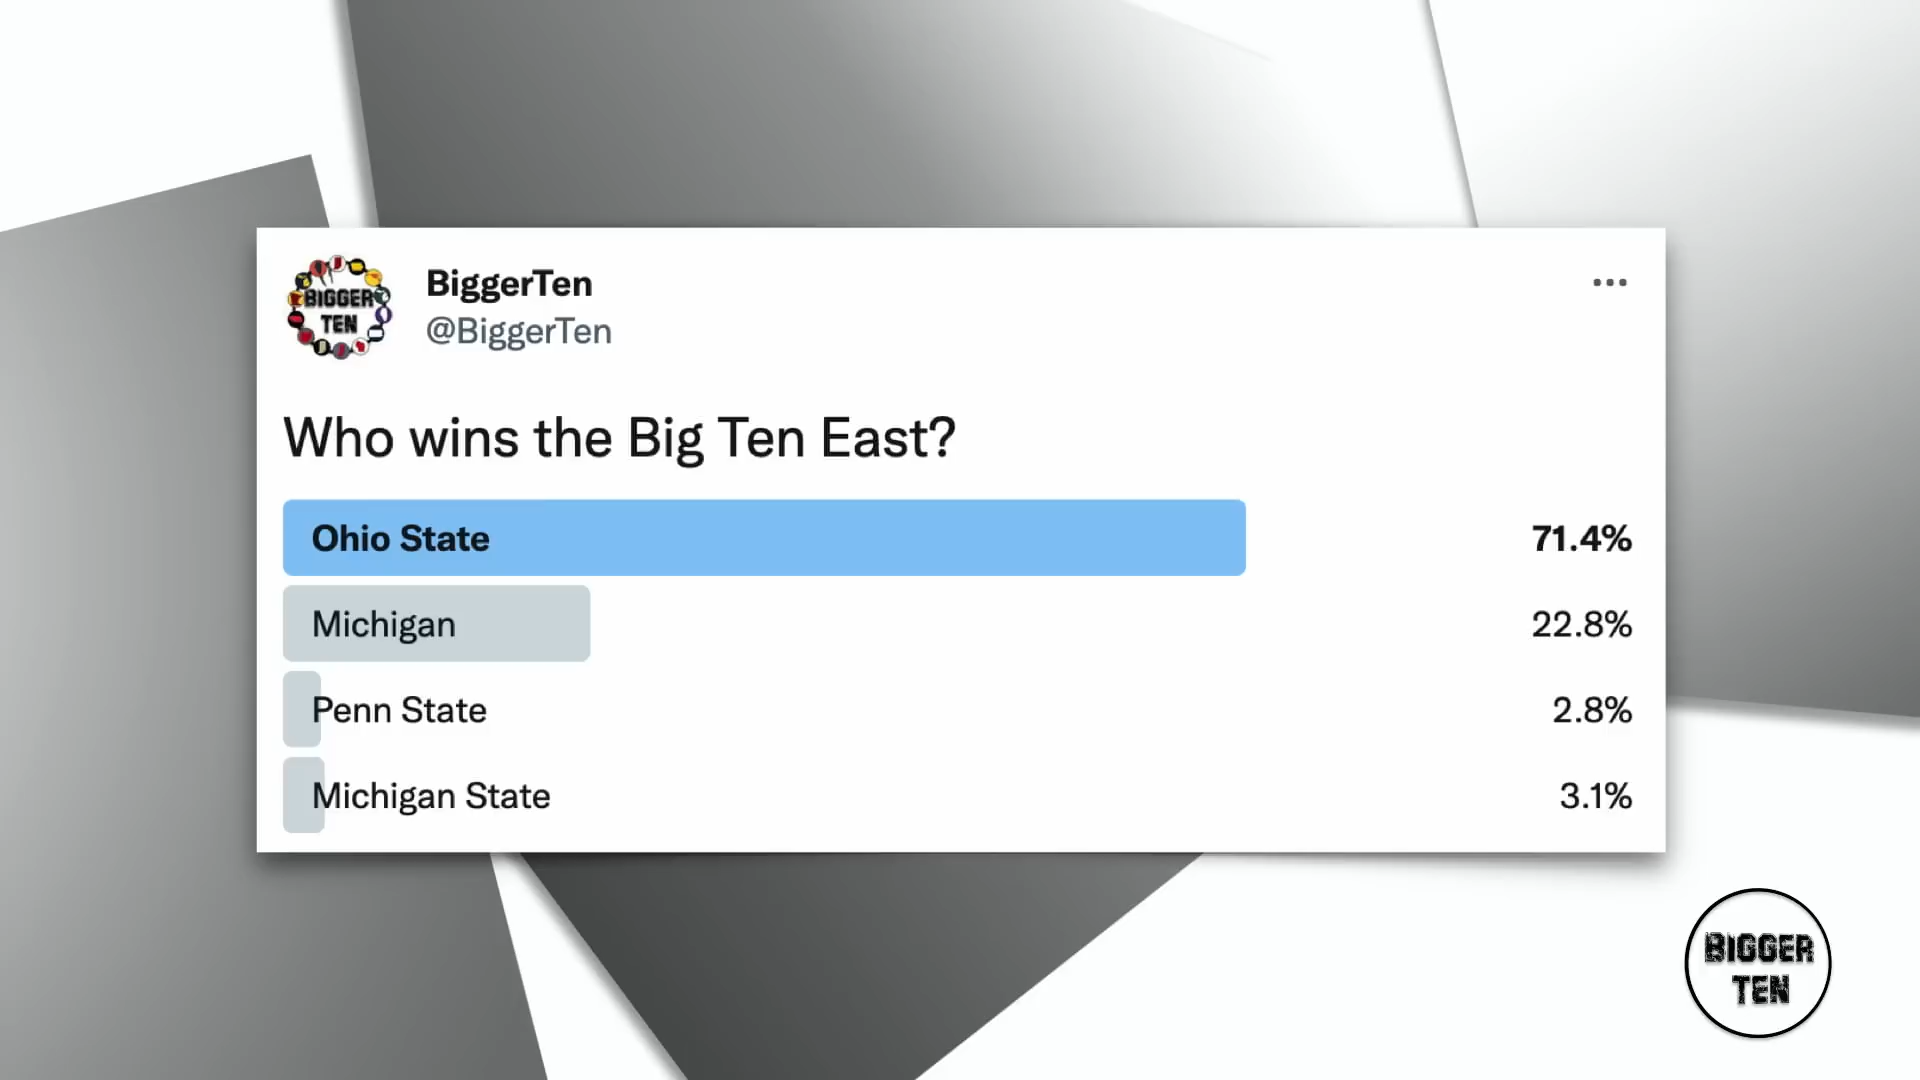 BIGGER
TEN
BiggerTen
@BiggerTen
Who wins the Big Ten East?
Ohio State 71.4%
Michigan 22.8%
Penn State 2.8%
Michigan State 3.1%
BIGGER
TEN